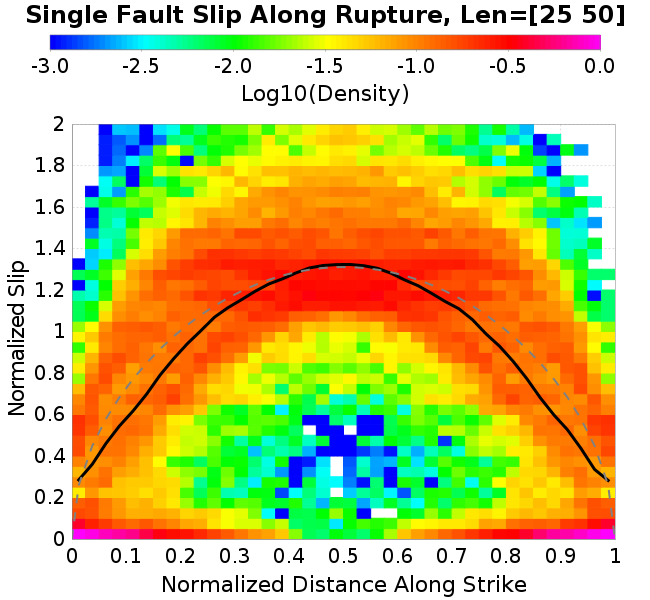 Single Fault Slip Along Rupture, Len=[25 50]
-3.0 -2.5 -2.0 -1.5 -1.0 -0.5 0.0
Log10(Density)
2
1.8
1.6
1.4
1.2
1
0.8
0.6
0.4
0.2
0
Normalized Slip
0 0.1 0.2 0.3 0.4 0.5 0.6 0.7 0.8 0.9 1
Normalized Distance Along Strike